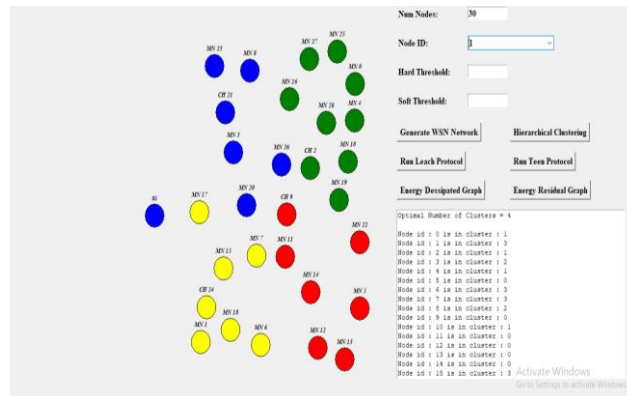 Num Nodes:
30
Node ID:
1
Hard Threshold:
Soft Threshold:
Generate WSN Network
Hierarchical Clustering
Run Leach Protocol
Run Teen Protocol
Energy Dessipated Graph
Energy Residual Graph
Optimal Number of Clusters = 4
Node id : 0 is in cluster : 1
Node id : 1 is in cluster : 3
Node id : 2 is in cluster : 1
Node id : 3 is in cluster : 2
Node id : 4 is in cluster : 1
Node id : 5 is in cluster : 0
Node id : 6 is in cluster : 3
Node id : 7 is in cluster : 3
Node id : 8 is in cluster : 2
Node id : 9 is in cluster : 0
Node id : 10 is in cluster : 1
Node id : 11 is in cluster : 0
Node id : 12 is in cluster : 0
Node id : 13 is in cluster : 0
Node id : 14 is in cluster : 0
Node id : 15 is in cluster : 3
Activate Windows
Go to Settings to activate Windows
MN 27
MN 25
MN 8
MN 16
MN 4
MN 26
CH 2
MN 3
MN 19
MN 17
MN 20
CH 9
MN 22
MN 7
MN 11
MN 15
MN 14
CH 24
MN 5
MN 1
MN 18
MN 6
MN 12
MN 13